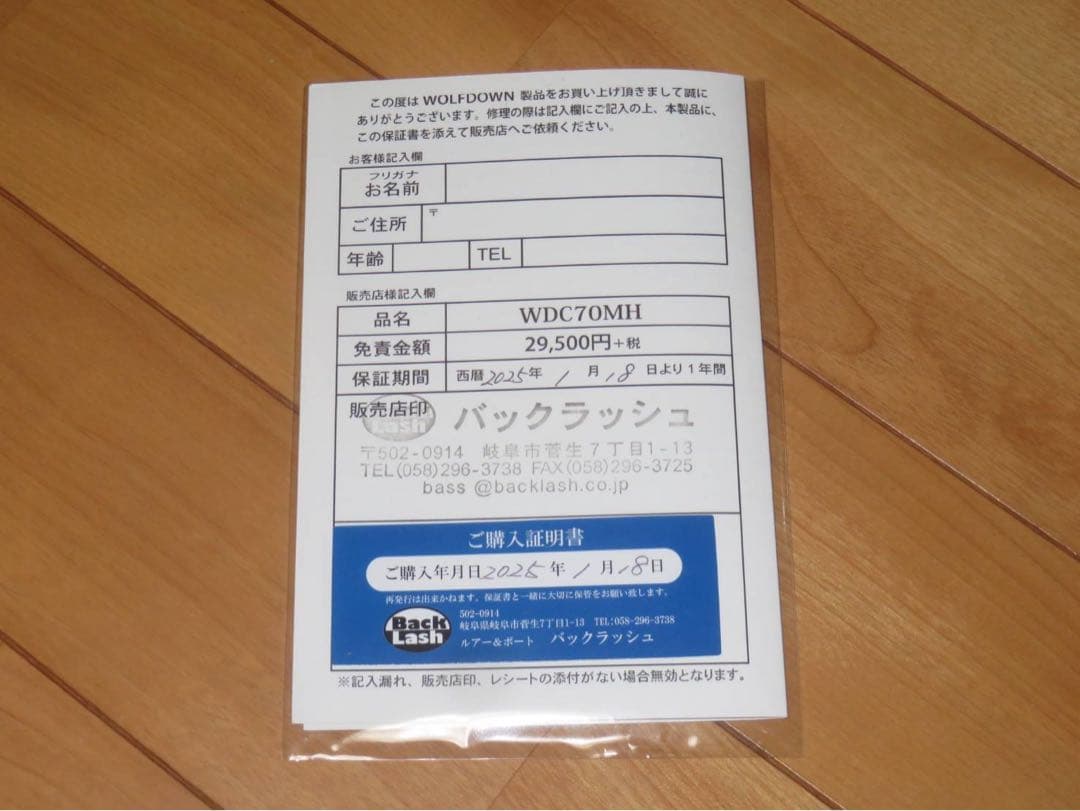 この度は WOLFDOWN 製品をお買い上げ頂きまして誠に
ありがとうございます。修理の際は記入欄にご記入の上、本製品に、
この保証書を添えて販売店へご依頼ください。
お客様記入欄
フリガナ
お名前
ご住所 〒
年齢 TEL
販売店様記入欄
品名 WDC70MH
免責金額 29,500円+税
保証期間 西暦 2025年 1月 18日より1年間
販売店印 Lash バックラッシュ
〒502-0914 岐阜市菅生7丁目1-13
TEL(058)296-3738 FAX(058)296-3725
bass @backlash.co.jp
ご購入証明書
ご購入年月日 2025年 1月 18日
再発行は出来かねます。保証書と一緒に大切に保管をお願い致します。
Back Lash
502-0914
岐阜県岐阜市菅生7丁目1-13 TEL:058-296-3738
ルアー&ボート バックラッシュ
※記入漏れ、販売店印、レシートの添付がない場合無効となります。